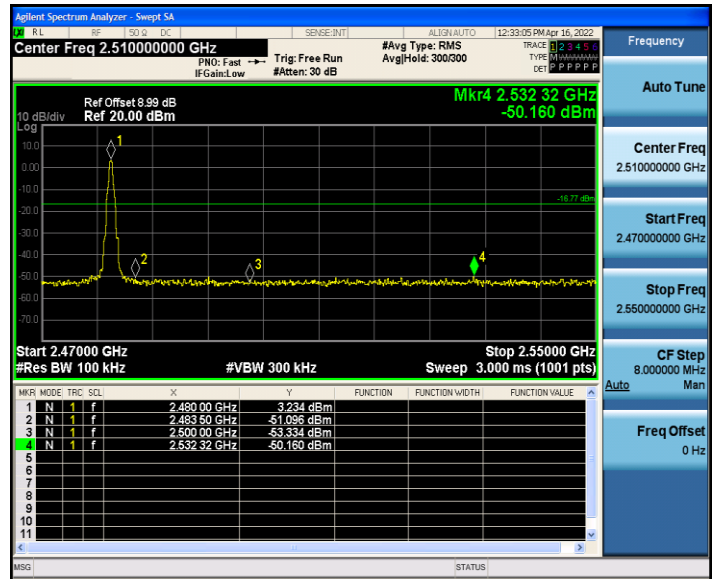 Agilent Spectrum Analyzer - Swept SA
RL RF 50 Ω DC SENSE:INT ALIGNAUTO 12:33:05 PM Apr 16, 2022
Center Freq 2.510000000 GHz
PNO: Fast
IFGain:Low
Trig: Free Run
#Atten: 30 dB
#Avg Type: RMS
Avg|Hold: 300/300
TRACE 1 2 3 4 5 6
TYPE M
DET P P P P P P
Ref Offset 8.99 dB
10 dB/div Ref 20.00 dBm
Log
Mkr4 2.532 32 GHz
-50.160 dBm
10.0
0.00
-10.0
-20.0
-30.0
-40.0
-50.0
-60.0
-70.0
1
2
3
4
-16.77 dBm
Start 2.47000 GHz Stop 2.55000 GHz
#Res BW 100 kHz #VBW 300 kHz Sweep 3.000 ms (1001 pts)
MKR MODE TRC SCL X Y FUNCTION FUNCTION WIDTH FUNCTION VALUE
1 N 1 f 2.480 00 GHz 3.234 dBm
2 N 1 f 2.483 50 GHz -51.096 dBm
3 N 1 f 2.500 00 GHz -53.334 dBm
4 N 1 f 2.532 32 GHz -50.160 dBm
5
6
7
8
9
10
11
MSG STATUS
Frequency
Auto Tune
Center Freq
2.510000000 GHz
Start Freq
2.470000000 GHz
Stop Freq
2.550000000 GHz
CF Step
8.000000 MHz
Auto Man
Freq Offset
0 Hz